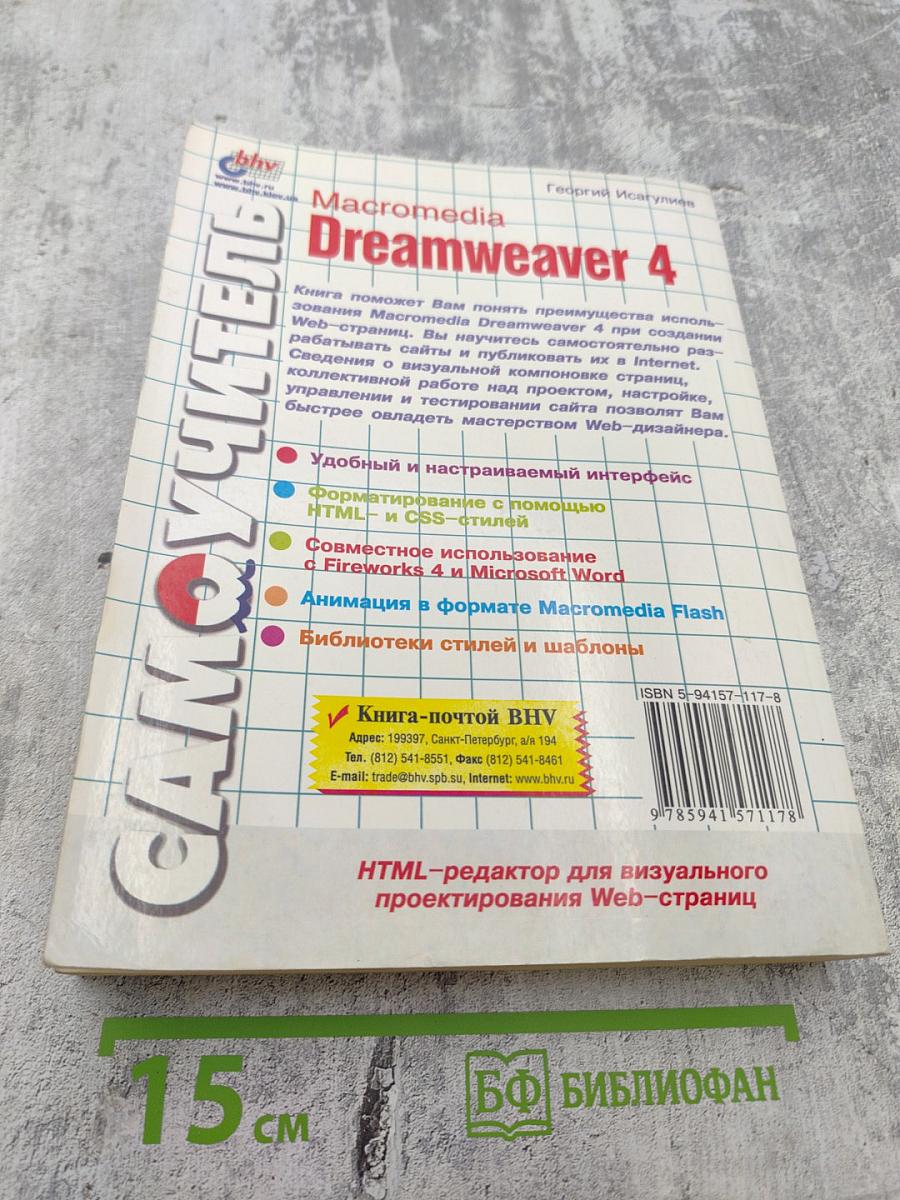 bhv
www.bhv.ru
www.bhv.kiev.ua
Георгий Исагулиев
САМОУЧИТЕЛЬ
Macromedia
Dreamweaver 4
Книга поможет Вам понять преимущества исполь-
зования Macromedia Dreamweaver 4 при создании
Web-страниц. Вы научитесь самостоятельно раз-
рабатывать сайты и публиковать их в Internet.
Сведения о визуальной компоновке страниц,
коллективной работе над проектом, настройке,
управлении и тестировании сайта позволят Вам
быстрее овладеть мастерством Web-дизайнера.
Удобный и настраиваемый интерфейс
Форматирование с помощью
HTML- и CSS-стилей
Совместное использование
с Fireworks 4 и Microsoft Word
Анимация в формате Macromedia Flash
Библиотеки стилей и шаблоны
Книга-почтой BHV
Адрес: 199397, Санкт-Петербург, а/я 194
Тел. (812) 541-8551, Факс (812) 541-8461
E-mail: trade@bhv.spb.su, Internet: www.bhv.ru
ISBN 5-94157-117-8
9 785941 571178
HTML-редактор для визуального
проектирования Web-страниц
15 см
БФ БИБЛИОФАН